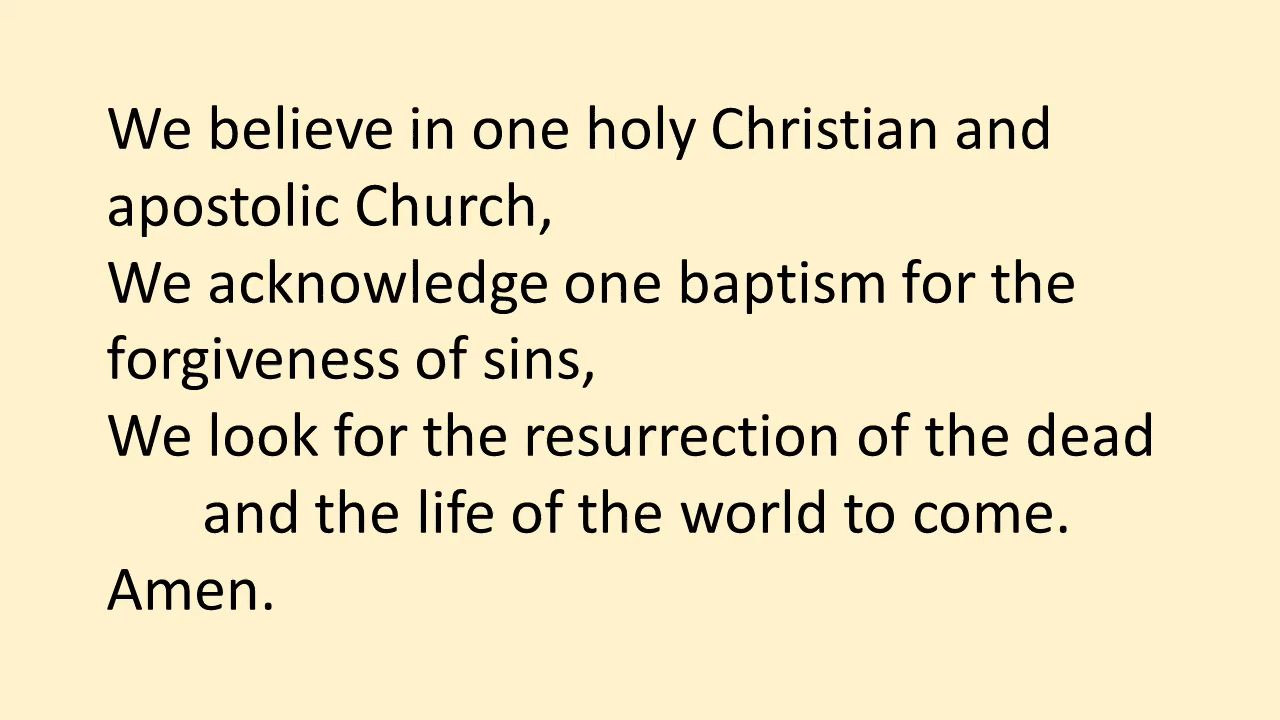 We believe in one holy Christian and
apostolic Church,
We acknowledge one baptism for the
forgiveness of sins,
We look for the resurrection of the dead
and the life of the world to come.
Amen.